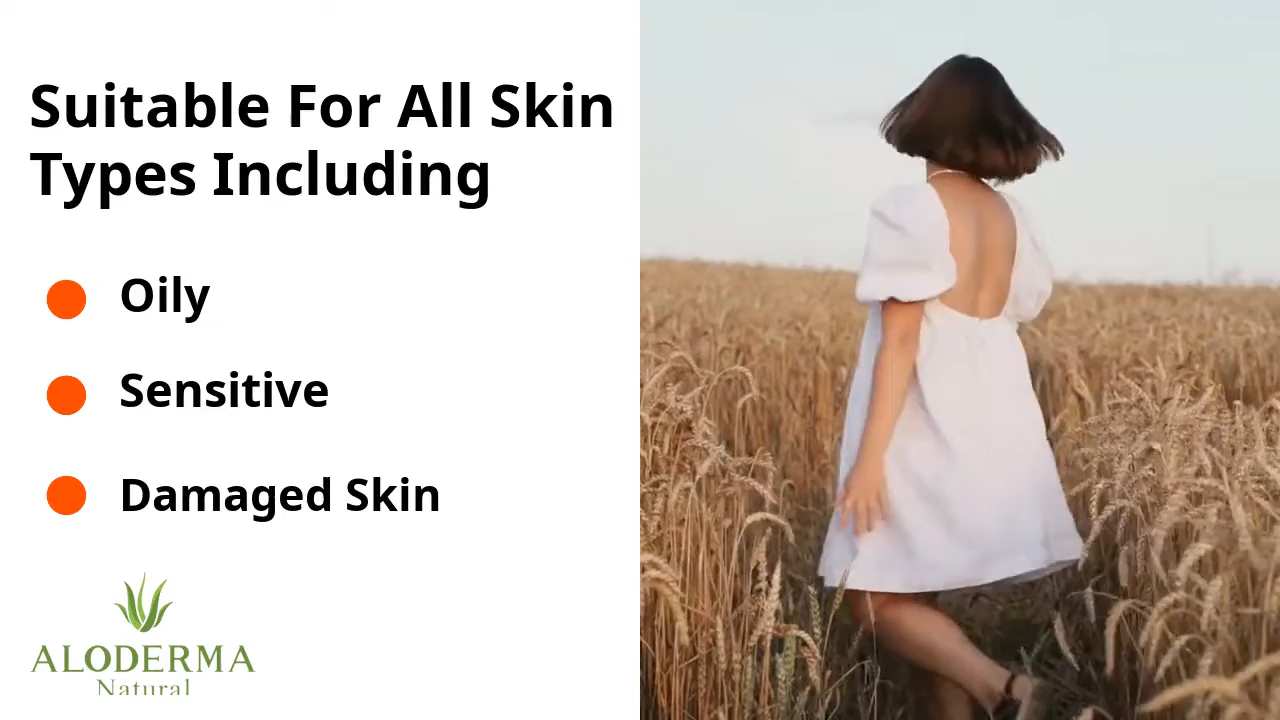 Suitable For All Skin
Types Including
Oily
Sensitive
Damaged Skin
ALODERMA
Natural